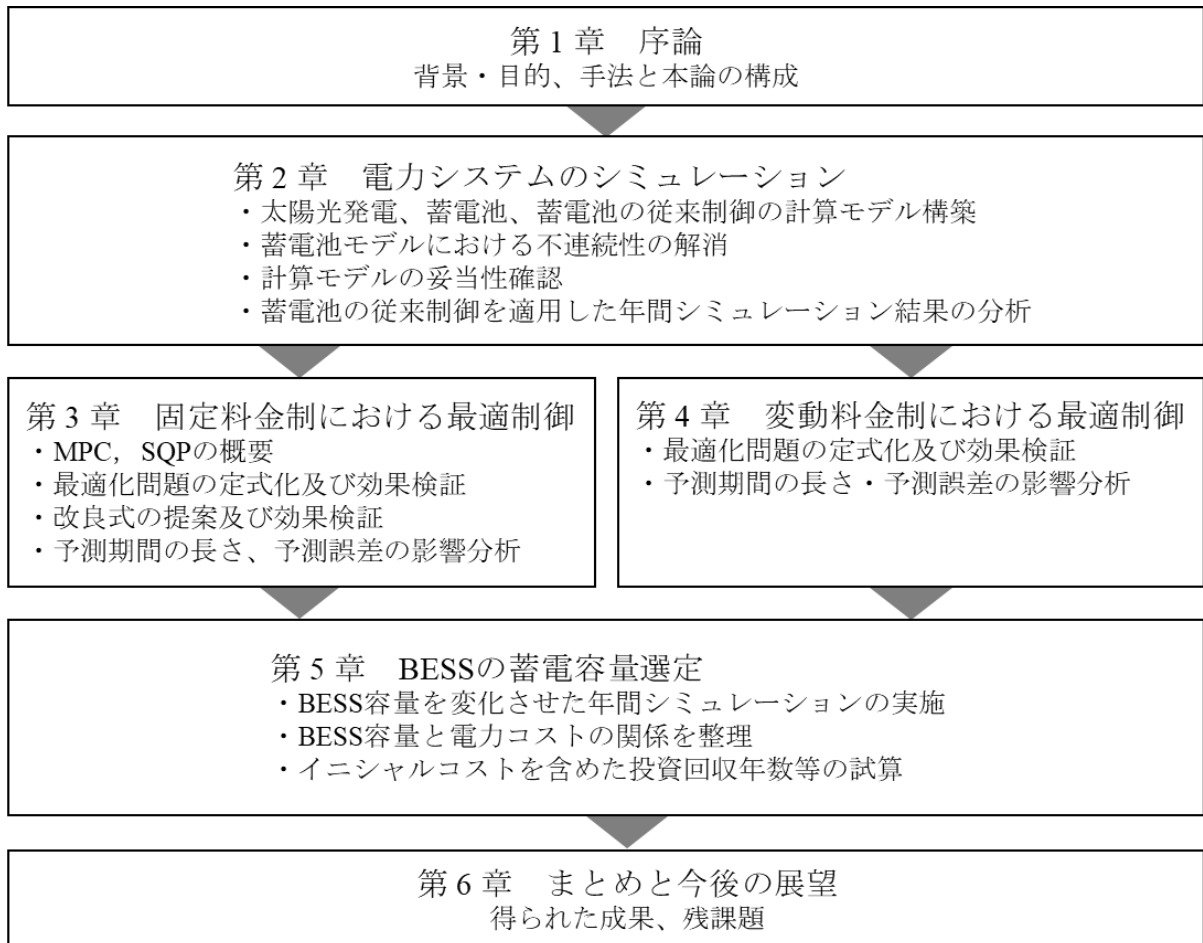 第1章　序論
背景・目的、手法と本論の構成
第2章　電力システムのシミュレーション
・太陽光発電、蓄電池、蓄電池の従来制御の計算モデル構築
・蓄電池モデルにおける不連続性の解消
・計算モデルの妥当性確認
・蓄電池の従来制御を適用した年間シミュレーション結果の分析
第3章　固定料金制における最適制御
・MPC，SQPの概要
・最適化問題の定式化及び効果検証
・改良式の提案及び効果検証
・予測期間の長さ、予測誤差の影響分析
第4章　変動料金制における最適制御
・最適化問題の定式化及び効果検証
・予測期間の長さ・予測誤差の影響分析
第5章　BESSの蓄電容量選定
・BESS容量を変化させた年間シミュレーションの実施
・BESS容量と電力コストの関係を整理
・イニシャルコストを含めた投資回収年数等の試算
第6章　まとめと今後の展望
得られた成果、残課題